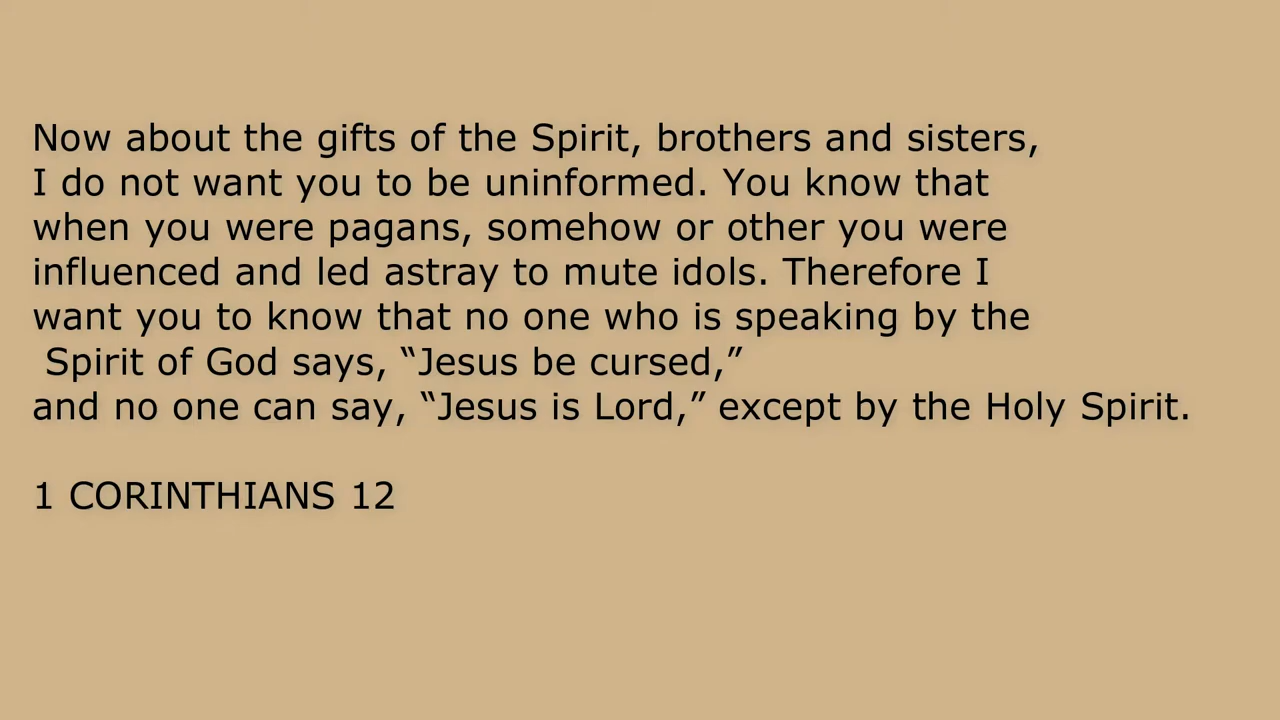 Now about the gifts of the Spirit, brothers and sisters,
I do not want you to be uninformed. You know that
when you were pagans, somehow or other you were
influenced and led astray to mute idols. Therefore I
want you to know that no one who is speaking by the
Spirit of God says, “Jesus be cursed,”
and no one can say, “Jesus is Lord,” except by the Holy Spirit.
1 CORINTHIANS 12